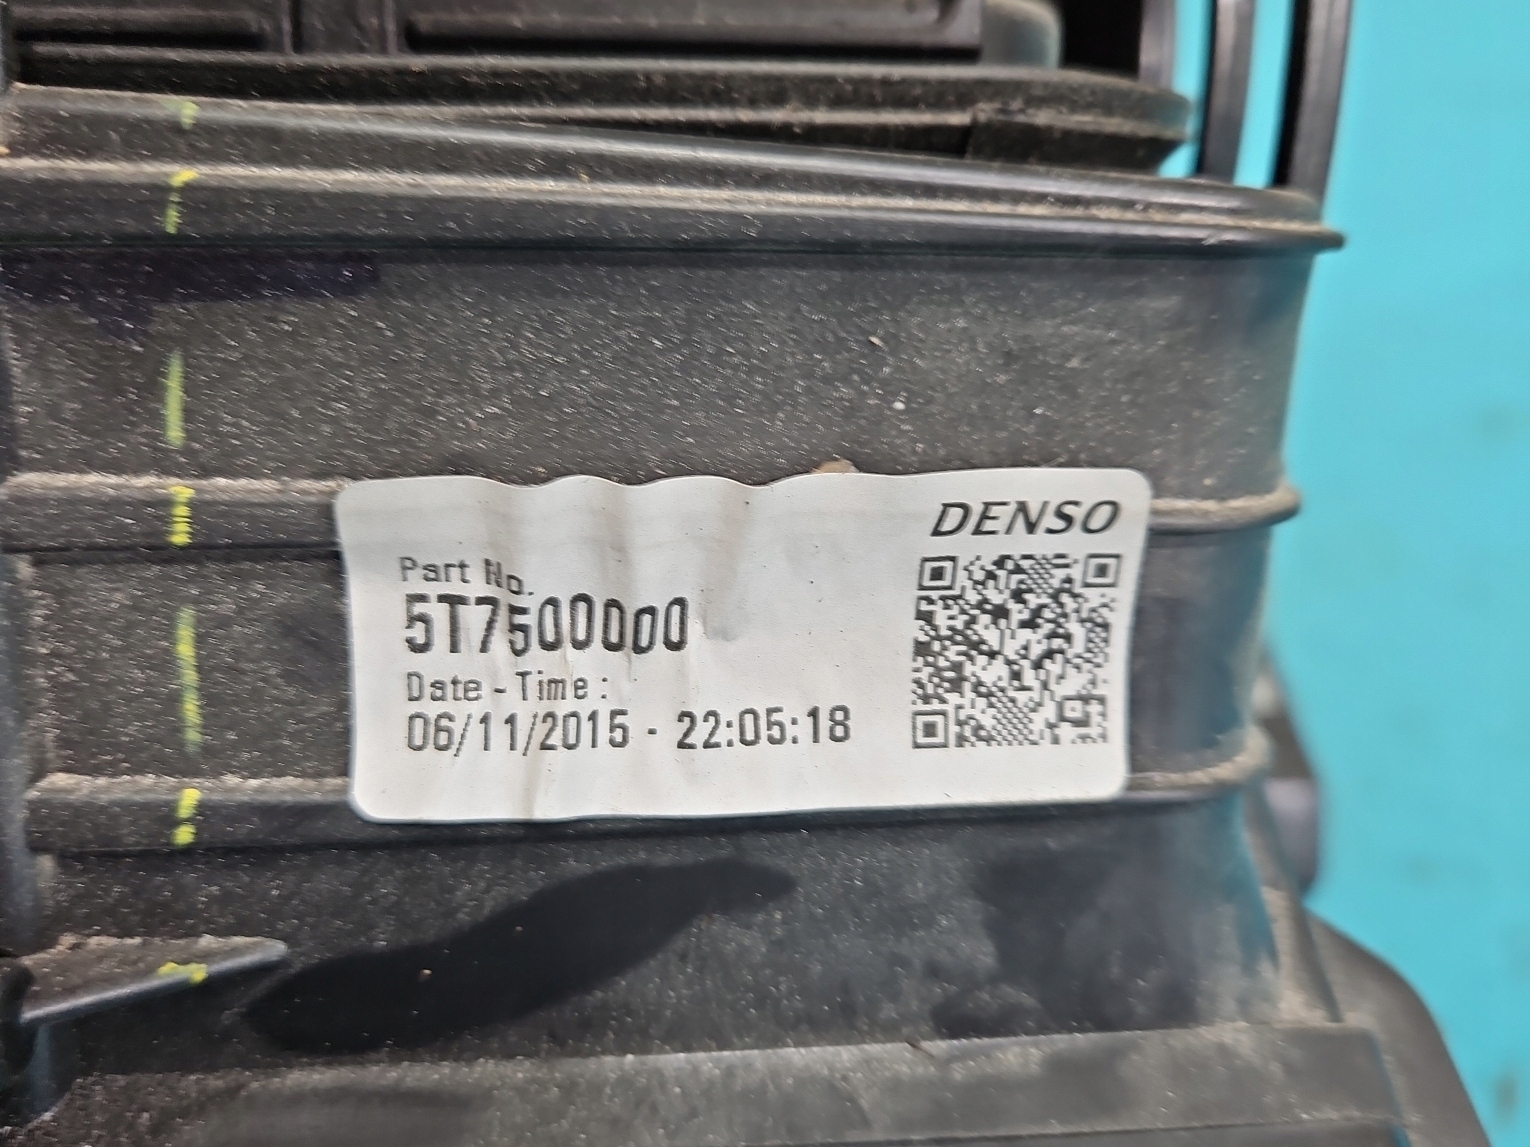 DENSO
Part No.
5T7500000
Date - Time :
06/11/2015 - 22:05:18